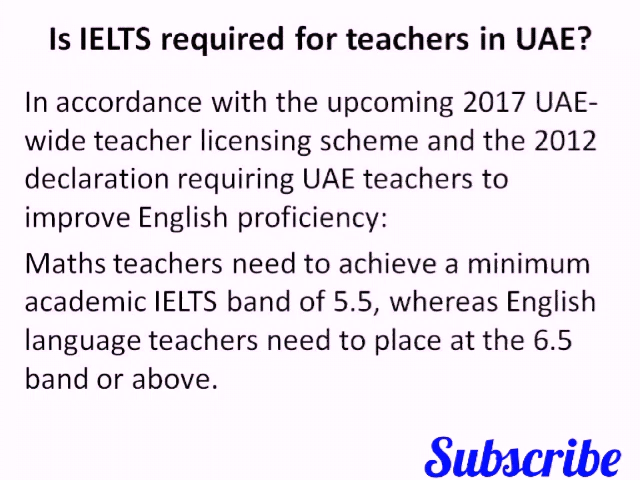 Is IELTS required for teachers in UAE?
In accordance with the upcoming 2017 UAE-
wide teacher licensing scheme and the 2012
declaration requiring UAE teachers to
improve English proficiency:
Maths teachers need to achieve a minimum
academic IELTS band of 5.5, whereas English
language teachers need to place at the 6.5
band or above.
Subscribe